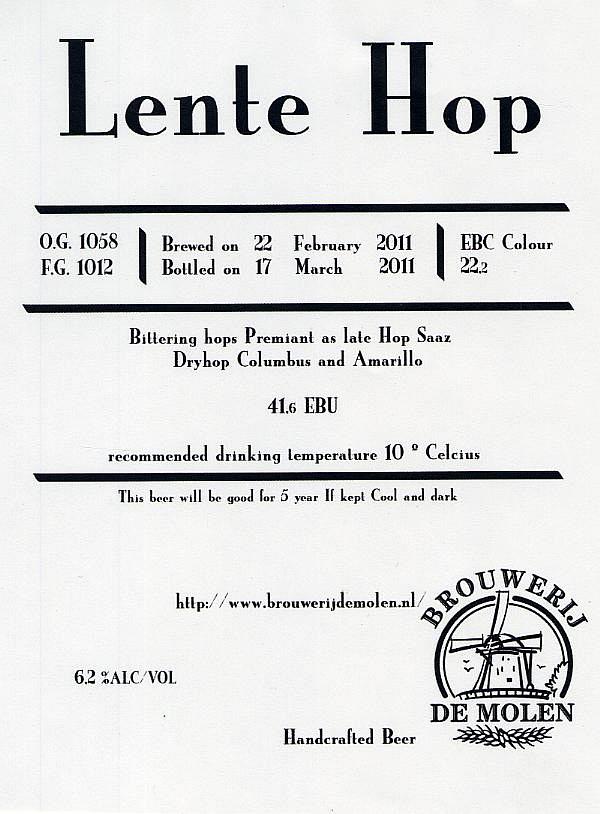 Lente Hop
O.G. 1058
F.G. 1012
Brewed on 22 February 2011
Bottled on 17 March 2011
EBC Colour
22.2
Bittering hops Premiant as late Hop Saaz
Dryhop Columbus and Amarillo
41.6 EBU
recommended drinking temperature 10 º Celcius
This beer will be good for 5 year If kept Cool and dark
http://www.brouwerijdemolen.nl/
BROUWERIJ
DE MOLEN
6.2 %ALC/VOL
Handcrafted Beer